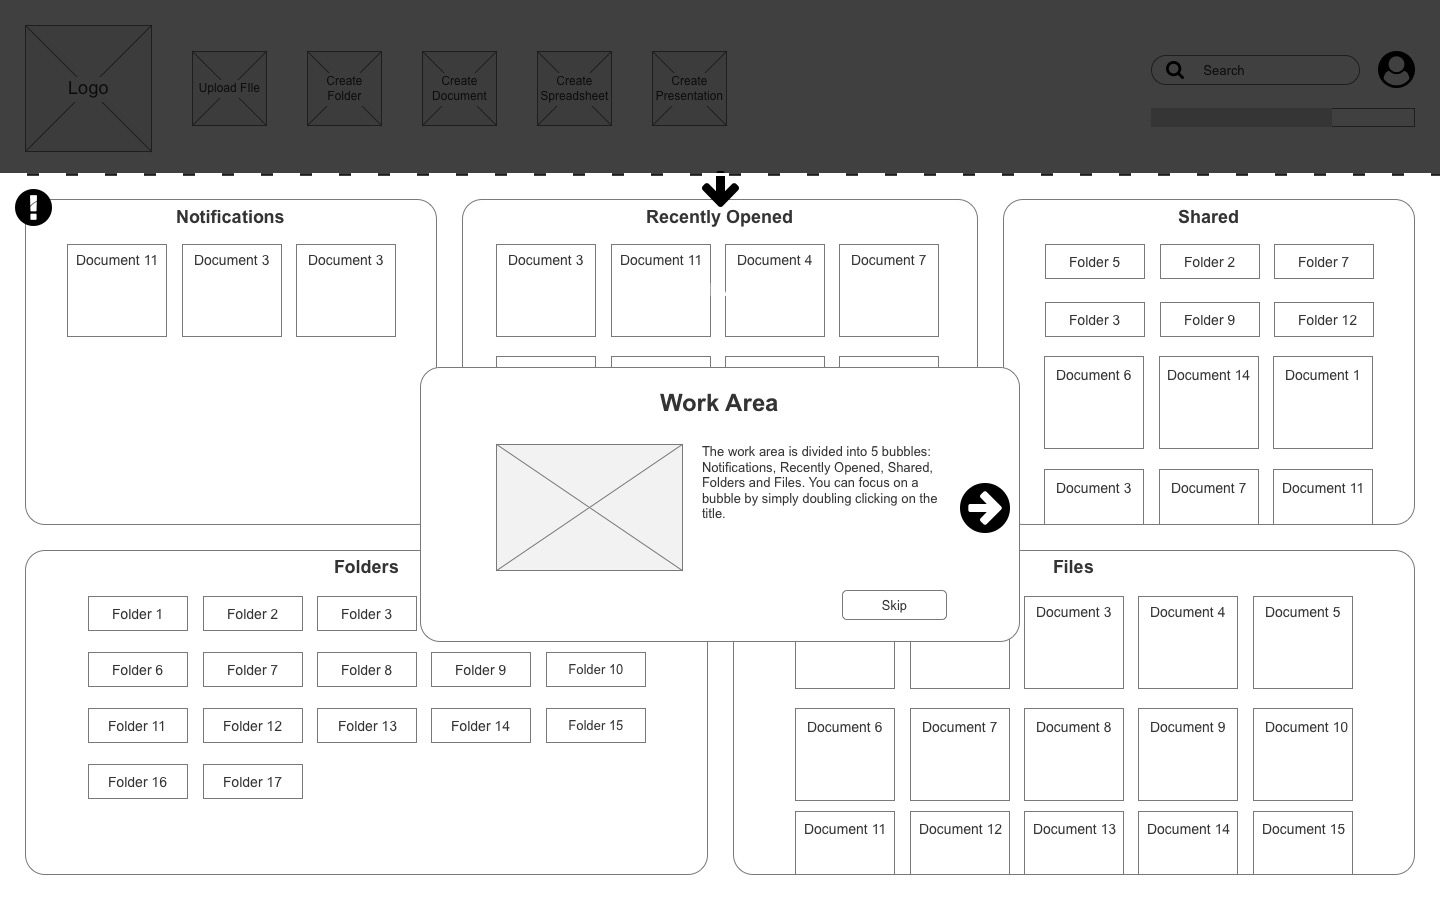 Logo
Upload FIle
Create
Folder
Create
Document
Create
Spreadsheet
Create
Presentation
Search
Notifications
Document 11
Document 3
Document 3
Recently Opened
Document 3
Document 11
Document 4
Document 7
Shared
Folder 5
Folder 2
Folder 7
Folder 3
Folder 9
Folder 12
Document 6
Document 14
Document 1
Document 3
Document 7
Document 11
Work Area
The work area is divided into 5 bubbles:
Notifications, Recently Opened, Shared,
Folders and Files. You can focus on a
bubble by simply doubling clicking on the
title.
Skip
Folders
Folder 1
Folder 2
Folder 3
Folder 6
Folder 7
Folder 8
Folder 9
Folder 10
Folder 11
Folder 12
Folder 13
Folder 14
Folder 15
Folder 16
Folder 17
Files
Document 3
Document 4
Document 5
Document 6
Document 7
Document 8
Document 9
Document 10
Document 11
Document 12
Document 13
Document 14
Document 15